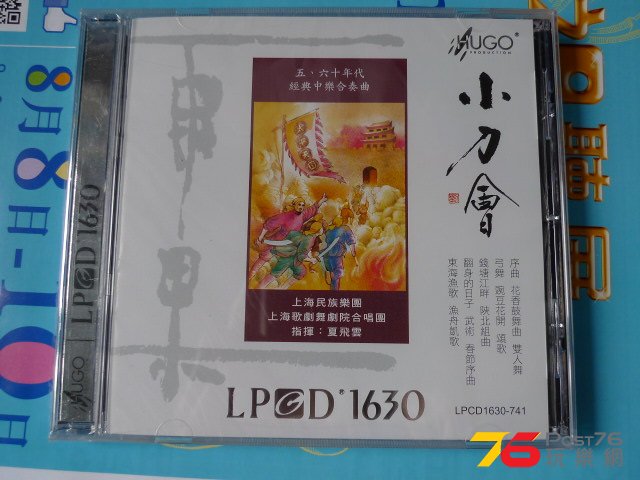 HUGO
PRODUCTION
小刀會
五、六十年代
經典中樂合奏曲
上海民族樂團
上海歌劇舞劇院合唱團
指揮：夏飛雲
序曲 花香鼓舞曲 雙人舞
弓舞 豌豆花開 頌歌
錢塘江畔 陝北組曲
翻身的日子 武術 春節序曲
東海漁歌 漁舟凱歌
LPCD® 1630
LPCD1630-741
HUGO
LPCD 1630
8月8日-10日
Post76
玩樂網